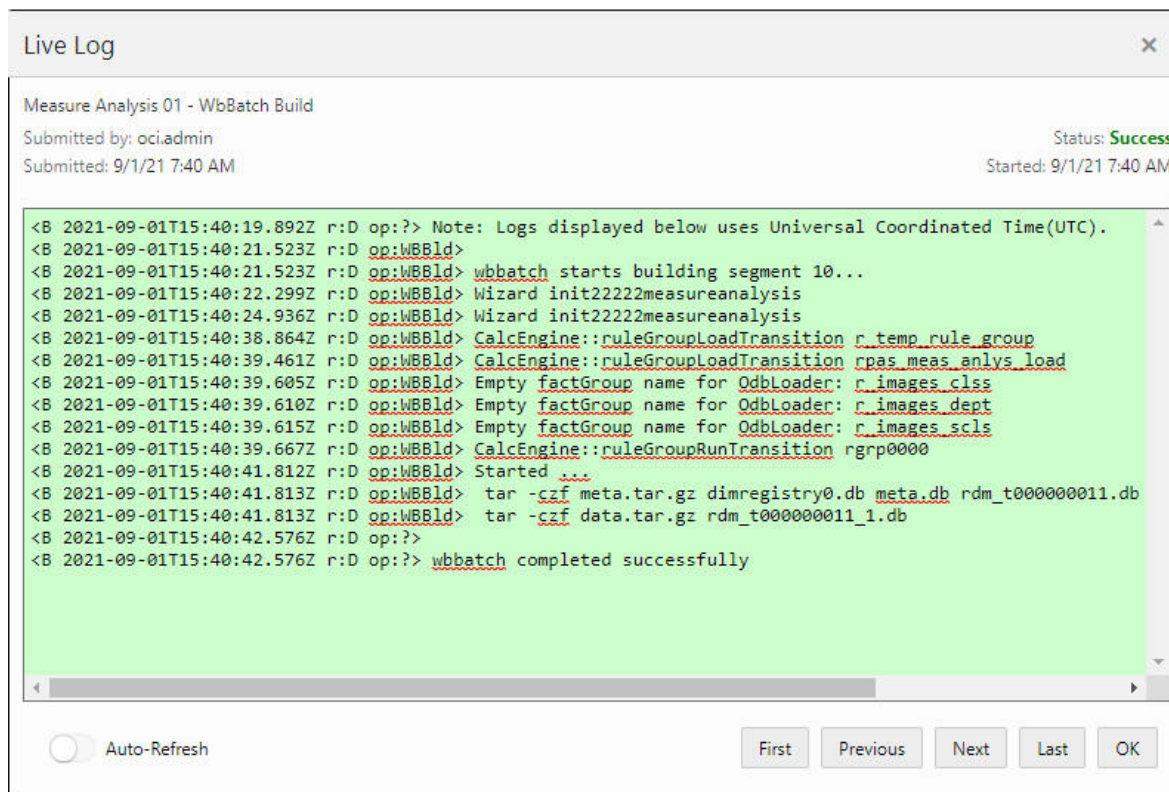 Live Log
×
Measure Analysis 01 - WbBatch Build
Submitted by: oci.admin
Status: Success
Submitted: 9/1/21 7:40 AM
Started: 9/1/21 7:40 AM
<B 2021-09-01T15:40:19.892Z r:D op:?> Note: Logs displayed below uses Universal Coordinated Time(UTC).
<B 2021-09-01T15:40:21.523Z r:D op:WBBld>
<B 2021-09-01T15:40:21.523Z r:D op:WBBld> wbbatch starts building segment 10...
<B 2021-09-01T15:40:22.299Z r:D op:WBBld> Wizard init22222measureanalysis
<B 2021-09-01T15:40:24.936Z r:D op:WBBld> Wizard init22222measureanalysis
<B 2021-09-01T15:40:38.864Z r:D op:WBBld> CalcEngine::ruleGroupLoadTransition r_temp_rule_group
<B 2021-09-01T15:40:39.461Z r:D op:WBBld> CalcEngine::ruleGroupLoadTransition rpas_meas_anlys_load
<B 2021-09-01T15:40:39.605Z r:D op:WBBld> Empty factGroup name for OdbLoader: r_images_clss
<B 2021-09-01T15:40:39.610Z r:D op:WBBld> Empty factGroup name for OdbLoader: r_images_dept
<B 2021-09-01T15:40:39.615Z r:D op:WBBld> Empty factGroup name for OdbLoader: r_images_scls
<B 2021-09-01T15:40:39.667Z r:D op:WBBld> CalcEngine::ruleGroupRunTransition rgrp0000
<B 2021-09-01T15:40:41.812Z r:D op:WBBld> Started ...
<B 2021-09-01T15:40:41.813Z r:D op:WBBld>  tar -czf meta.tar.gz dimregistry0.db meta.db rdm_t000000011.db
<B 2021-09-01T15:40:41.813Z r:D op:WBBld>  tar -czf data.tar.gz rdm_t000000011_1.db
<B 2021-09-01T15:40:42.576Z r:D op:?>
<B 2021-09-01T15:40:42.576Z r:D op:?> wbbatch completed successfully
Auto-Refresh
First
Previous
Next
Last
OK